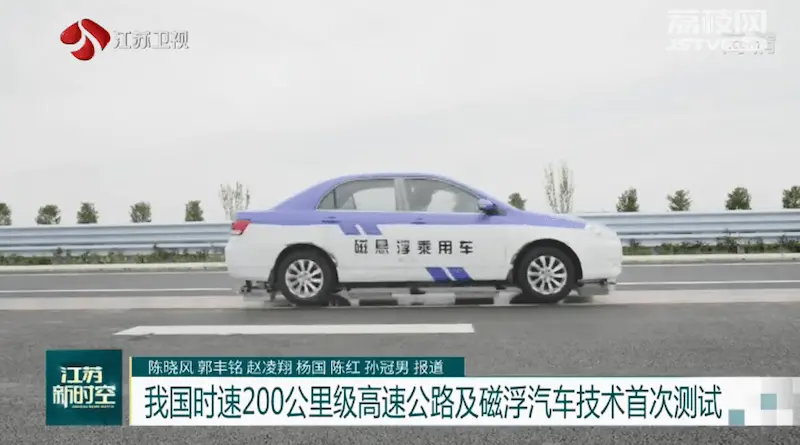 江苏卫视
荔枝网
磁悬浮乘用车
陈晓风 郭丰铭 赵凌翔 杨国 陈红 孙冠男 报道
江苏
新时空
我国时速200公里级高速公路及磁浮汽车技术首次测试